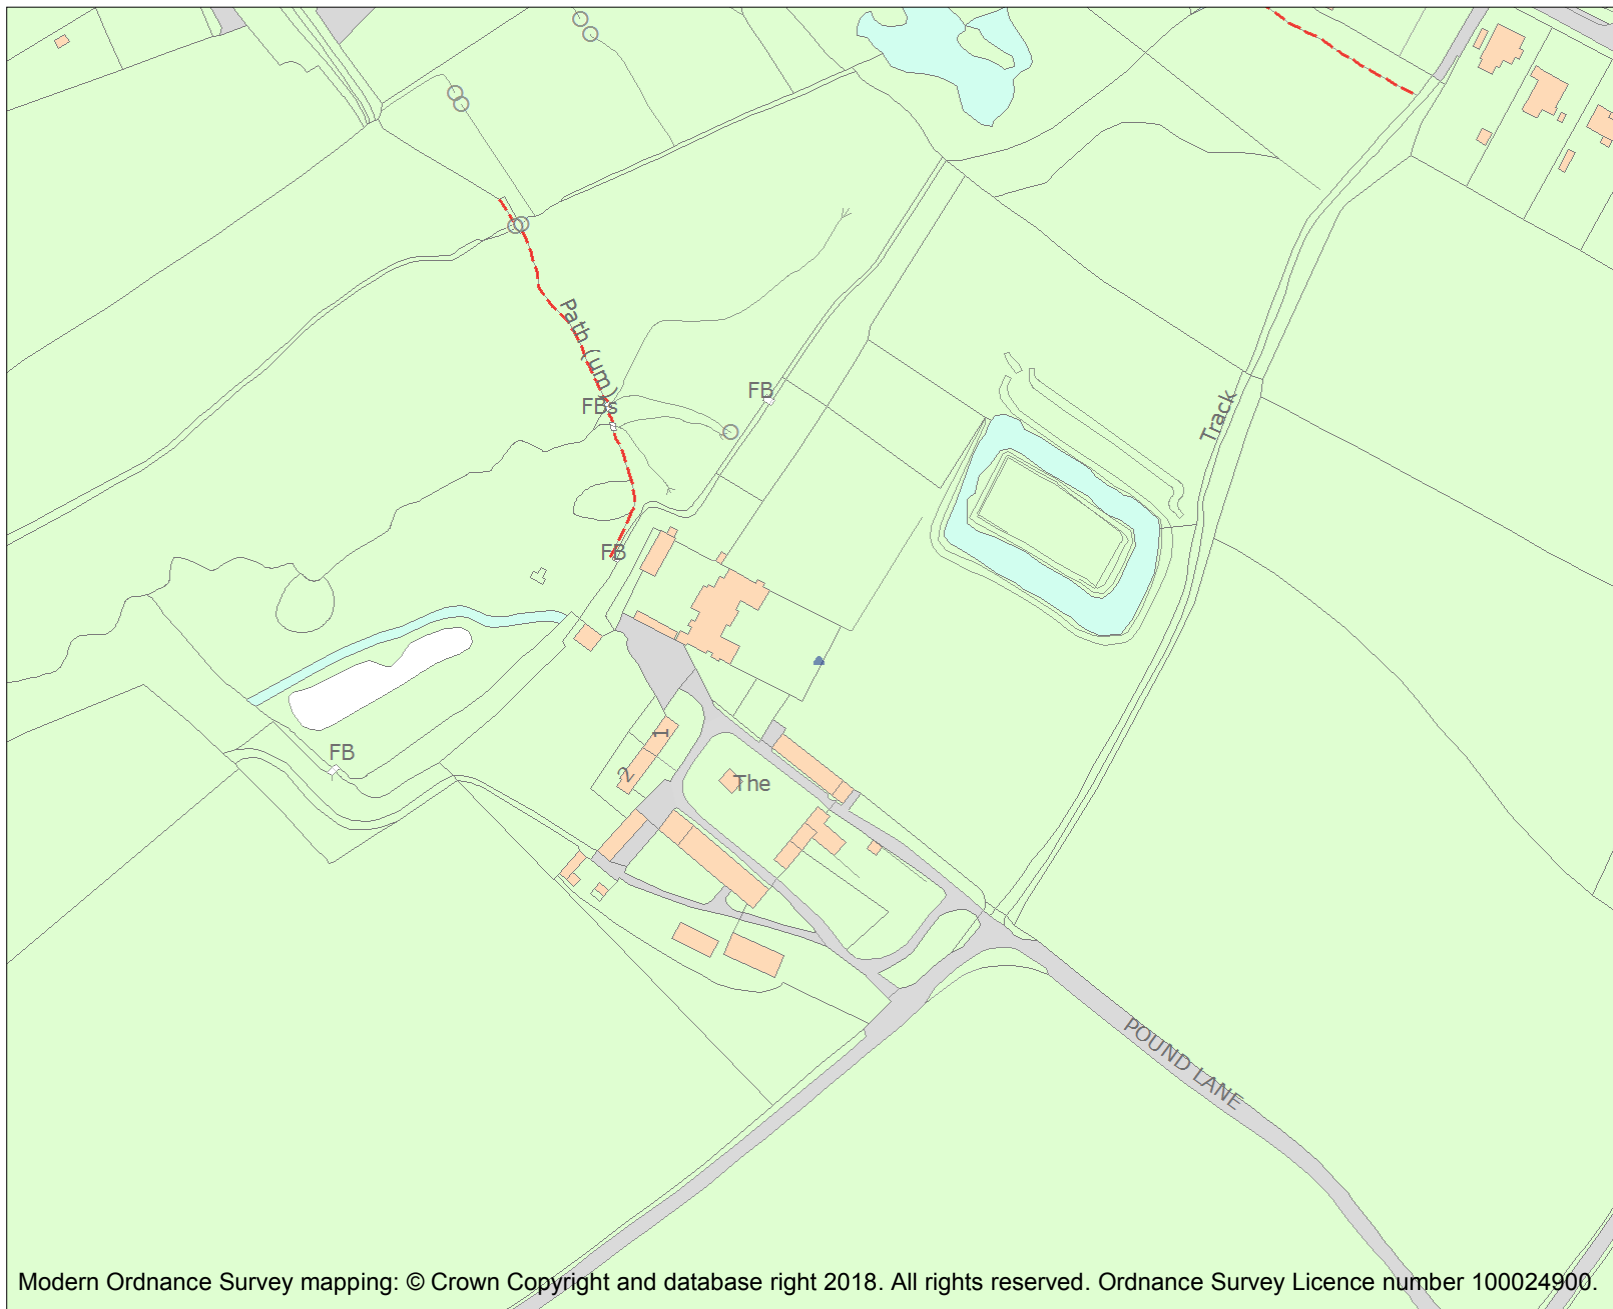 Path (um)
FBs
FB
Track
FB
1
2
The
FB
POUND LANE
Modern Ordnance Survey mapping: © Crown Copyright and database right 2018. All rights reserved. Ordnance Survey Licence number 100024900.